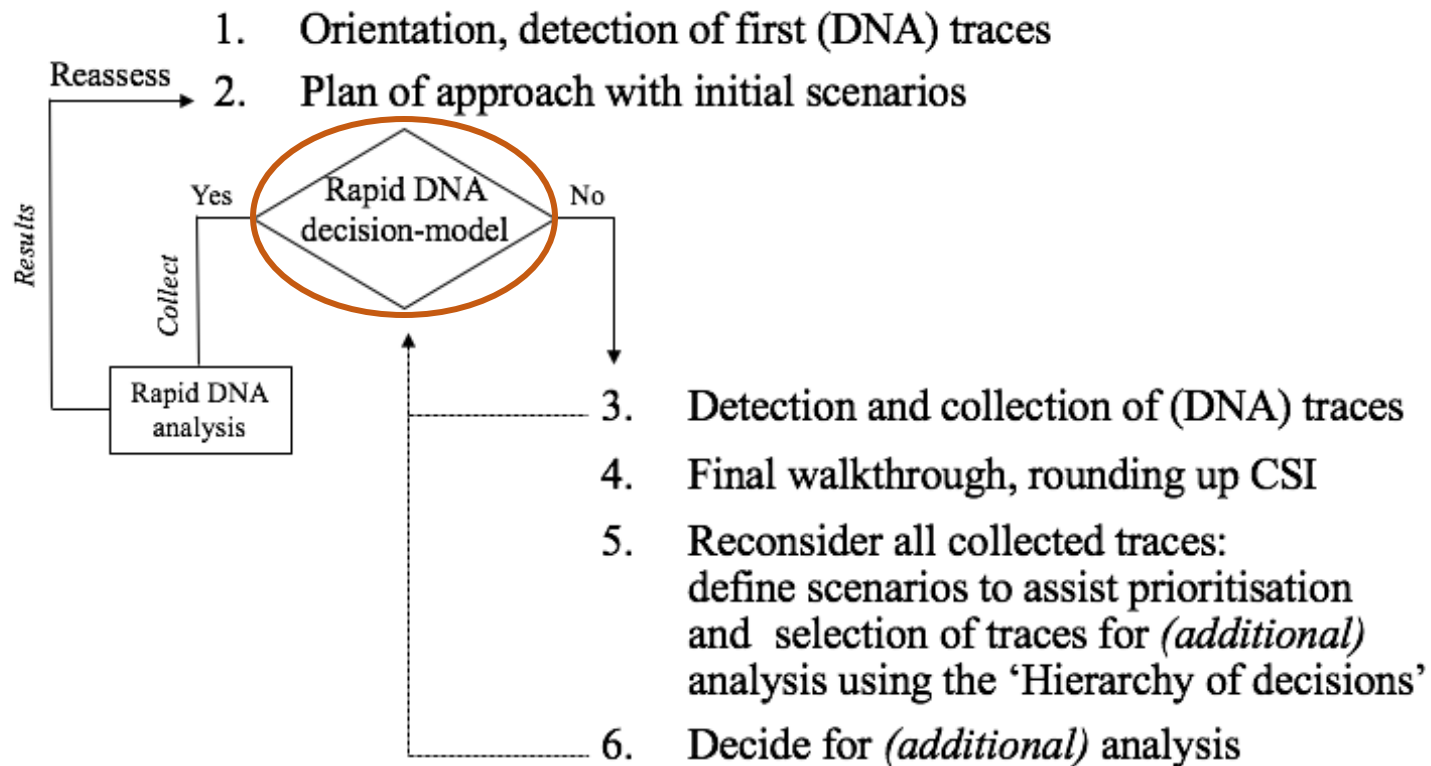 1. Orientation, detection of first (DNA) traces
Reassess
2. Plan of approach with initial scenarios
Yes
Rapid DNA
decision-model
No
Results
Collect
Rapid DNA
analysis
3. Detection and collection of (DNA) traces
4. Final walkthrough, rounding up CSI
5. Reconsider all collected traces:
define scenarios to assist prioritisation
and selection of traces for (additional)
analysis using the ‘Hierarchy of decisions’
6. Decide for (additional) analysis